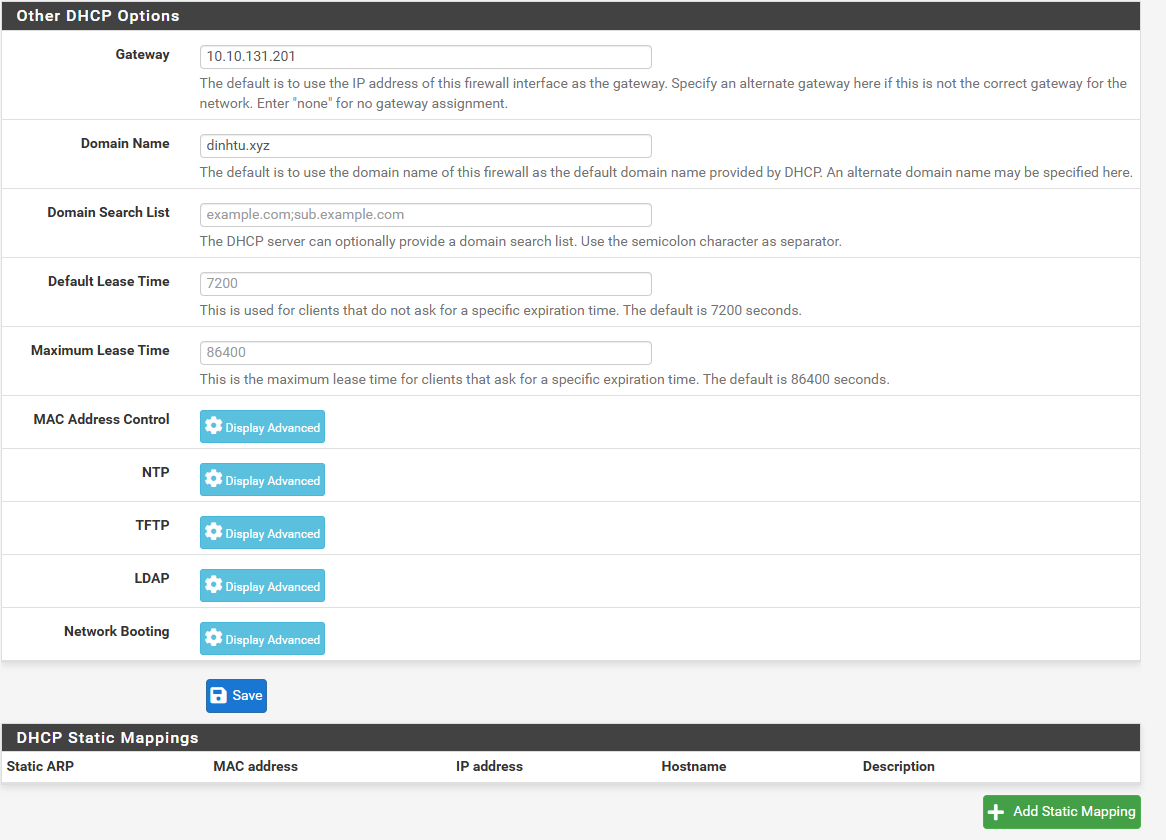 Other DHCP Options
Gateway
10.10.131.201
The default is to use the IP address of this firewall interface as the gateway. Specify an alternate gateway here if this is not the correct gateway for the
network. Enter "none" for no gateway assignment.
Domain Name
dinhtu.xyz
The default is to use the domain name of this firewall as the default domain name provided by DHCP. An alternate domain name may be specified here.
Domain Search List
example.com;sub.example.com
The DHCP server can optionally provide a domain search list. Use the semicolon character as separator.
Default Lease Time
7200
This is used for clients that do not ask for a specific expiration time. The default is 7200 seconds.
Maximum Lease Time
86400
This is the maximum lease time for clients that ask for a specific expiration time. The default is 86400 seconds.
MAC Address Control
Display Advanced
NTP
Display Advanced
TFTP
Display Advanced
LDAP
Display Advanced
Network Booting
Display Advanced
Save
DHCP Static Mappings
Static ARP MAC address IP address Hostname Description
Add Static Mapping